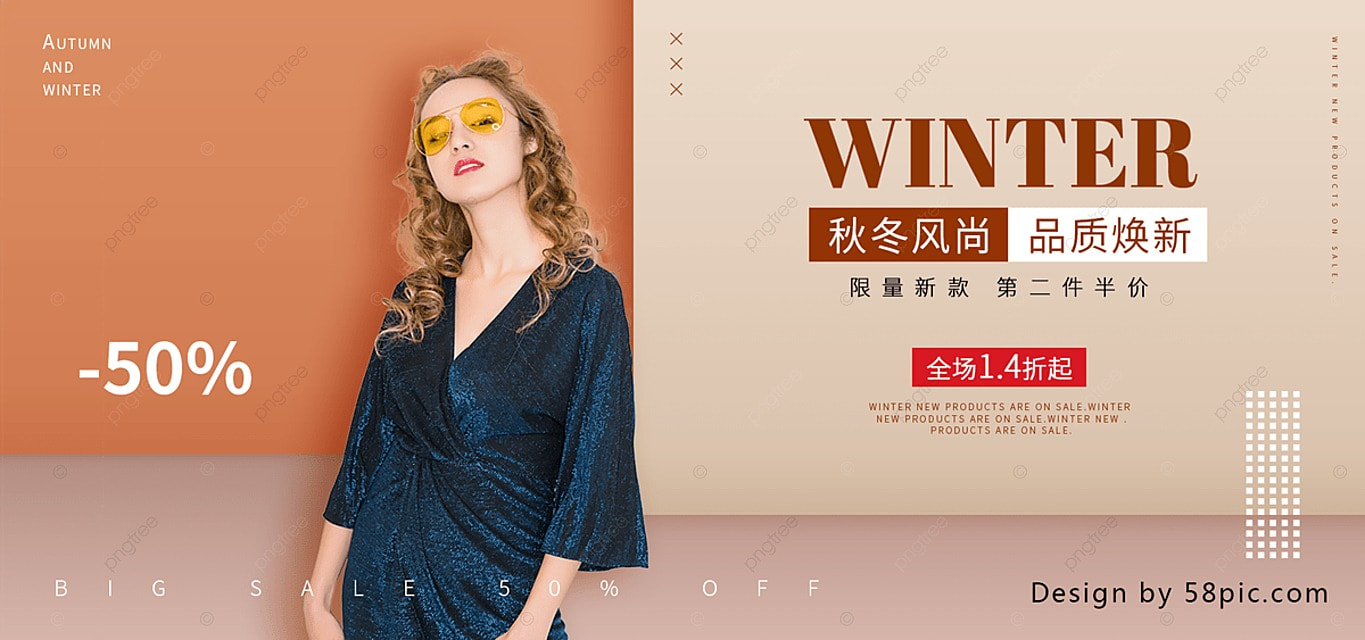 AUTUMN
AND
WINTER
-50%
BIG SALE 50% OFF
WINTER
秋冬风尚 品质焕新
限量新款 第二件半价
全场1.4折起
WINTER NEW PRODUCTS ARE ON SALE.WINTER
NEW PRODUCTS ARE ON SALE.WINTER NEW .
PRODUCTS ARE ON SALE.
WINTER NEW PRODUCTS ON SALE.
Design by 58pic.com
pngtree